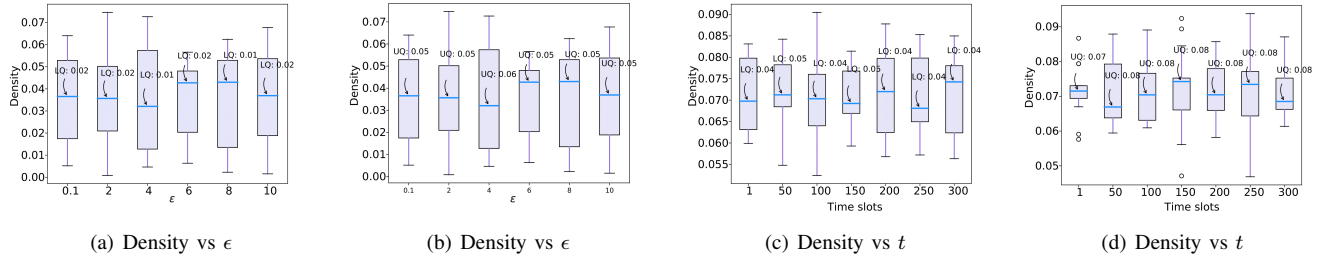 0.07
0.06
0.05
0.04
0.03
0.02
0.01
0.00
Density
LQ: 0.02
LQ: 0.02
LQ: 0.01
LQ: 0.02
LQ: 0.01
LQ: 0.02
0.1 2 4 6 8 10
ε
(a) Density vs ϵ
0.07
0.06
0.05
0.04
0.03
0.02
0.01
0.00
Density
UQ: 0.05
UQ: 0.05
UQ: 0.06
UQ: 0.05
UQ: 0.05
UQ: 0.05
0.1 2 4 6 8 10
ε
(b) Density vs ϵ
0.090
0.085
0.080
0.075
0.070
0.065
0.060
0.055
Density
LQ: 0.04
LQ: 0.05
LQ: 0.04
LQ: 0.05
LQ: 0.04
LQ: 0.04
LQ: 0.04
1 50 100 150 200 250 300
Time slots
(c) Density vs t
0.09
0.08
0.07
0.06
0.05
Density
UQ: 0.07
UQ: 0.08
UQ: 0.08
UQ: 0.08
UQ: 0.08
UQ: 0.08
UQ: 0.08
1 50 100 150 200 250 300
Time slots
(d) Density vs t